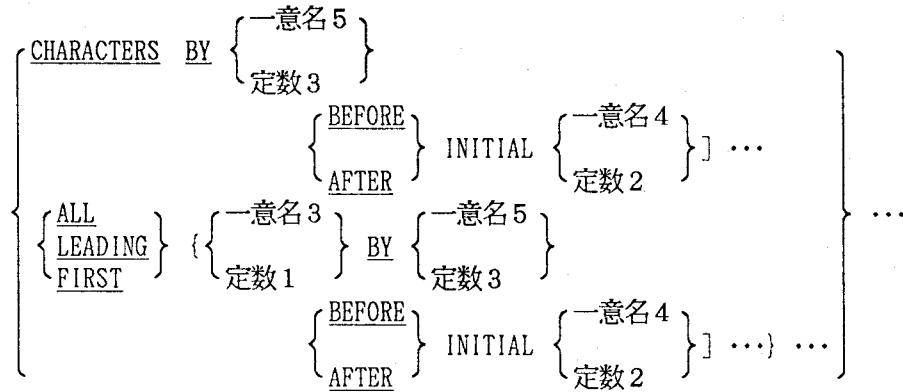 一意名5
CHARACTERS BY
定数3
BEFORE 一意名4
INITIAL ] …
AFTER 定数2
ALL 一意名3 一意名5
LEADING { BY …
FIRST 定数1 定数3
BEFORE 一意名4
INITIAL ] …} …
AFTER 定数2